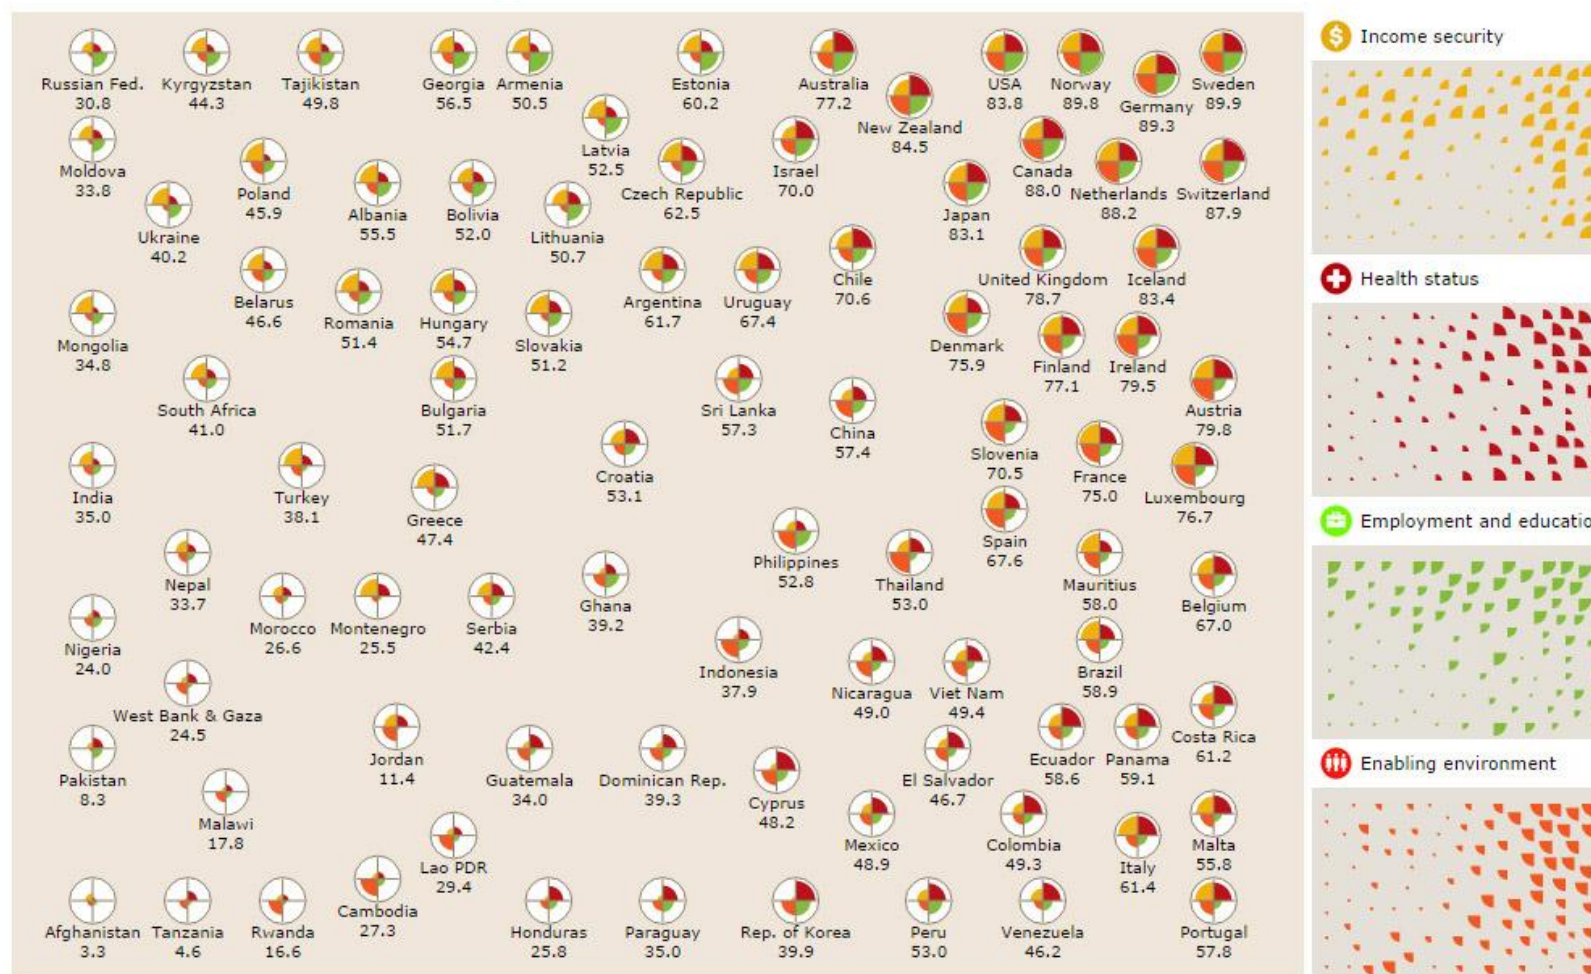 Russian Fed.
30.8
Kyrgyzstan
44.3
Tajikistan
49.8
Georgia
56.5
Armenia
50.5
Estonia
60.2
Australia
77.2
USA
83.8
Norway
89.8
Germany
89.3
Sweden
89.9
New Zealand
84.5
Latvia
52.5
Moldova
33.8
Poland
45.9
Czech Republic
62.5
Israel
70.0
Canada
88.0
Netherlands
88.2
Switzerland
87.9
Albania
55.5
Bolivia
52.0
Japan
83.1
Ukraine
40.2
Lithuania
50.7
Belarus
46.6
Argentina
61.7
Uruguay
67.4
Chile
70.6
United Kingdom
78.7
Iceland
83.4
Romania
51.4
Hungary
54.7
Mongolia
34.8
Slovakia
51.2
Denmark
75.9
Finland
77.1
Ireland
79.5
South Africa
41.0
Bulgaria
51.7
Sri Lanka
57.3
China
57.4
Austria
79.8
Slovenia
70.5
India
35.0
Turkey
38.1
Croatia
53.1
France
75.0
Luxembourg
76.7
Greece
47.4
Philippines
52.8
Spain
67.6
Nepal
33.7
Thailand
53.0
Mauritius
58.0
Ghana
39.2
Belgium
67.0
Nigeria
24.0
Morocco
26.6
Montenegro
25.5
Serbia
42.4
Indonesia
37.9
Nicaragua
49.0
Viet Nam
49.4
Brazil
58.9
West Bank & Gaza
24.5
Jordan
11.4
Costa Rica
61.2
Pakistan
8.3
Guatemala
34.0
Dominican Rep.
39.3
Cyprus
48.2
El Salvador
46.7
Ecuador
58.6
Panama
59.1
Malawi
17.8
Mexico
48.9
Colombia
49.3
Malta
55.8
Lao PDR
29.4
Italy
61.4
Afghanistan
3.3
Tanzania
4.6
Rwanda
16.6
Cambodia
27.3
Honduras
25.8
Paraguay
35.0
Rep. of Korea
39.9
Peru
53.0
Venezuela
46.2
Portugal
57.8
$ Income security
Health status
Employment and educatio
Enabling environment